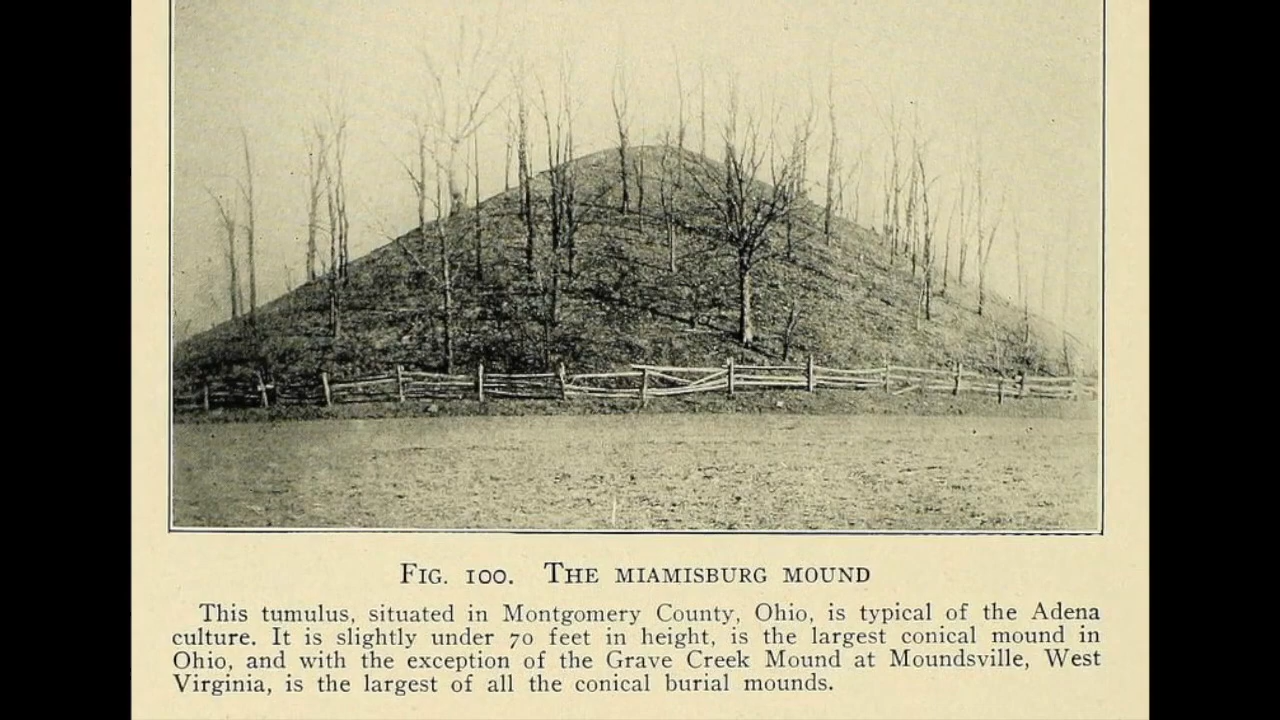 Fig. 100. The Miamisburg Mound
This tumulus, situated in Montgomery County, Ohio, is typical of the Adena
culture. It is slightly under 70 feet in height, is the largest conical mound in
Ohio, and with the exception of the Grave Creek Mound at Moundsville, West
Virginia, is the largest of all the conical burial mounds.